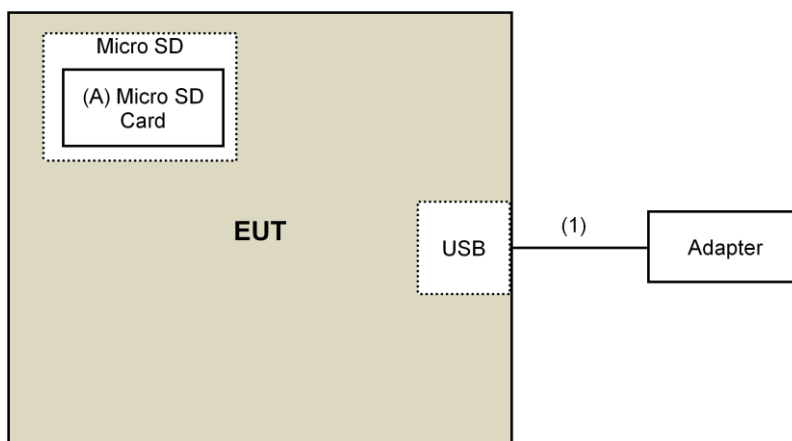 Micro SD
(A) Micro SD
Card
EUT
USB
(1)
Adapter